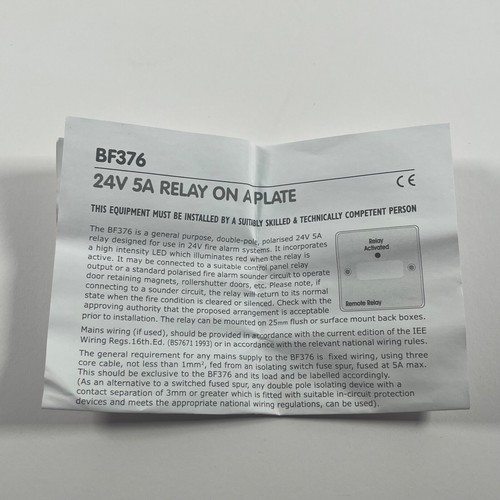 BF376
24V 5A RELAY ON A PLATE
CE
THIS EQUIPMENT MUST BE INSTALLED BY A SUITABLY SKILLED & TECHNICALLY COMPETENT PERSON
The BF376 is a general purpose, double-pole, polarised 24V 5A
relay designed for use in 24V fire alarm systems. It incorporates
a high intensity LED which illuminates red when the relay is
active. It may be connected to a suitable control panel relay
output or a standard polarised fire alarm sounder circuit to operate
door retaining magnets, rollershutter doors, etc. Please note, if
connecting to a sounder circuit, the relay will return to its normal
state when the fire condition is cleared or silenced. Check with the
approving authority that the proposed arrangement is acceptable
prior to installation. The relay can be mounted on 25mm flush or surface mount back boxes.
Relay
Activated
Remote Relay
Mains wiring (if used), should be provided in accordance with the current edition of the IEE
Wiring Regs.16th.Ed. (BS7671 1993) or in accordance with the relevant national wiring rules.
The general requirement for any mains supply to the BF376 is fixed wiring, using three
core cable, not less than 1mm², fed from an isolating switch fuse spur, fused at 5A max.
This should be exclusive to the BF376 and its load and be labelled accordingly.
(As an alternative to a switched fused spur, any double pole isolating device with a
contact separation of 3mm or greater which is fitted with suitable in-circuit protection
devices and meets the appropriate national wiring regulations, can be used).